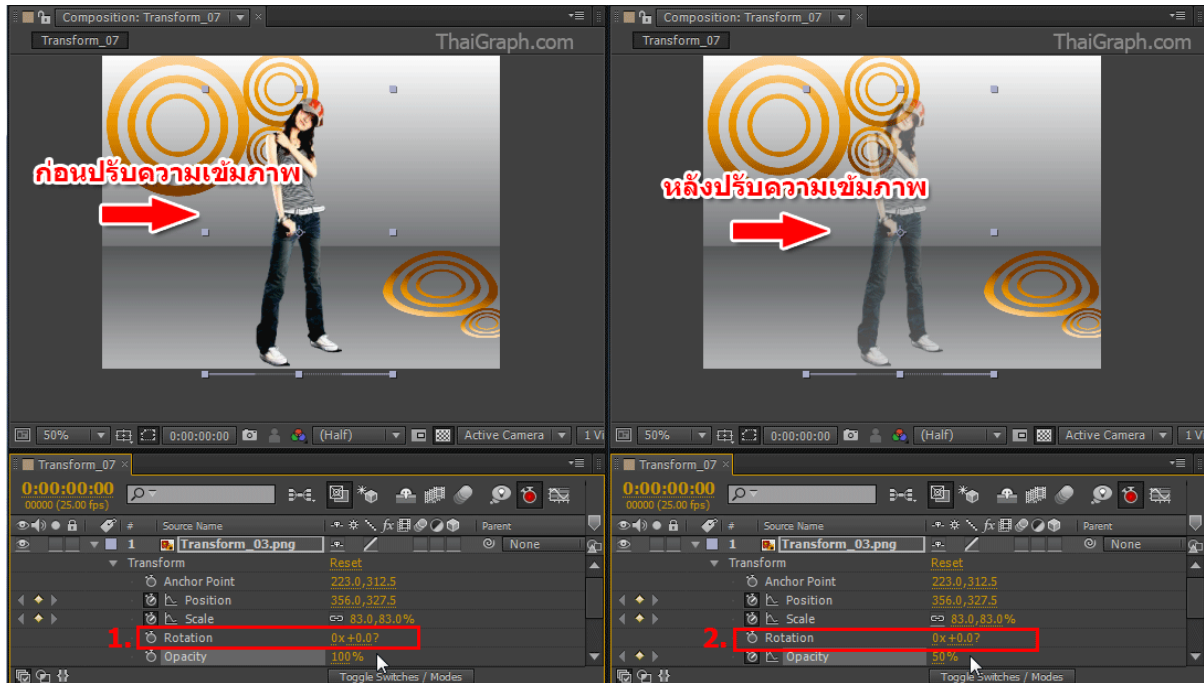 Composition: Transform_07
Transform_07
ThaiGraph.com
ก่อนปรับความเข้มภาพ
50%
0:00:00:00
(Half)
Active Camera
1 Vi
Transform_07
0:00:00:00
00000 (25.00 fps)
# Source Name
fx
Parent
1 Transform_03.png
None
Transform
Reset
Anchor Point
223.0,312.5
Position
356.0,327.5
Scale
83.0,83.0%
1. Rotation
0x+0.0?
Opacity
100%
Toggle Switches / Modes
Composition: Transform_07
Transform_07
ThaiGraph.com
หลังปรับความเข้มภาพ
50%
0:00:00:00
(Half)
Active Camera
1 V
Transform_07
0:00:00:00
00000 (25.00 fps)
# Source Name
fx
Parent
1 Transform_03.png
None
Transform
Reset
Anchor Point
223.0,312.5
Position
356.0,327.5
Scale
83.0,83.0%
2. Rotation
0x+0.0?
Opacity
50%
Toggle Switches / Modes